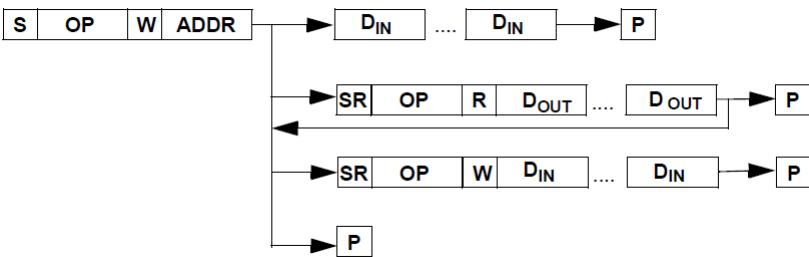 S OP W ADDR D_IN .... D_IN P
SR OP R D_OUT .... D_OUT P
SR OP W D_IN .... D_IN P
P